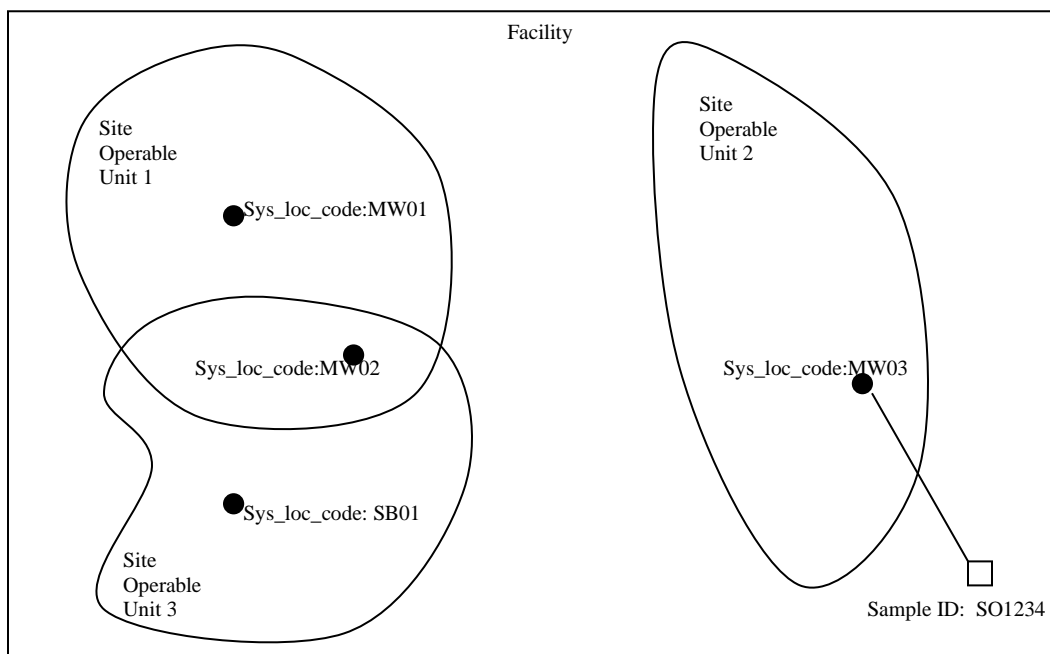 Facility
Site
Operable
Unit 1
Sys_loc_code:MW01
Sys_loc_code:MW02
Sys_loc_code: SB01
Site
Operable
Unit 3
Site
Operable
Unit 2
Sys_loc_code:MW03
Sample ID:  SO1234